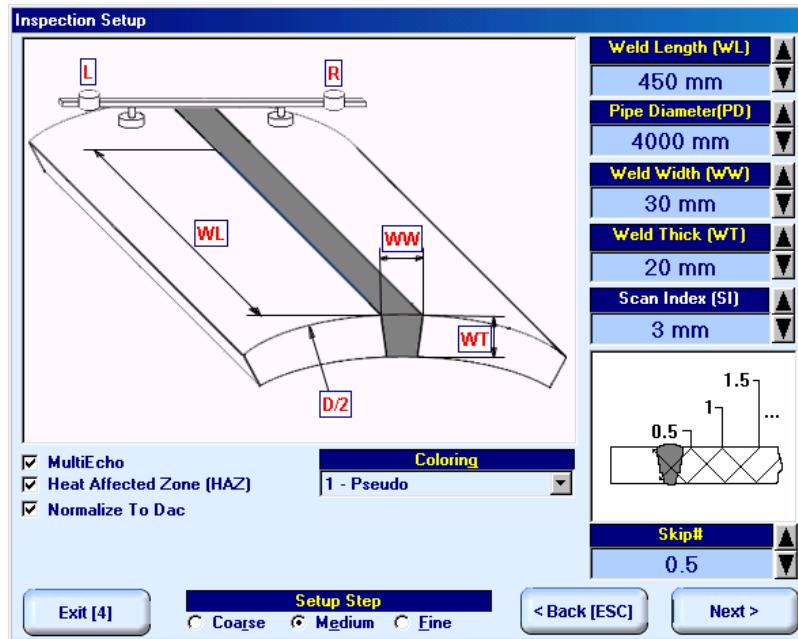 Inspection Setup
L
R
WL
WW
WT
D/2
Weld Length (WL)
450 mm
Pipe Diameter(PD)
4000 mm
Weld Width (WW)
30 mm
Weld Thick (WT)
20 mm
Scan Index (SI)
3 mm
1.5
1
...
0.5
MultiEcho
Heat Affected Zone (HAZ)
Normalize To Dac
Coloring
1 - Pseudo
Skip#
0.5
Exit [4]
Setup Step
Coarse Medium Fine
< Back [ESC]
Next >